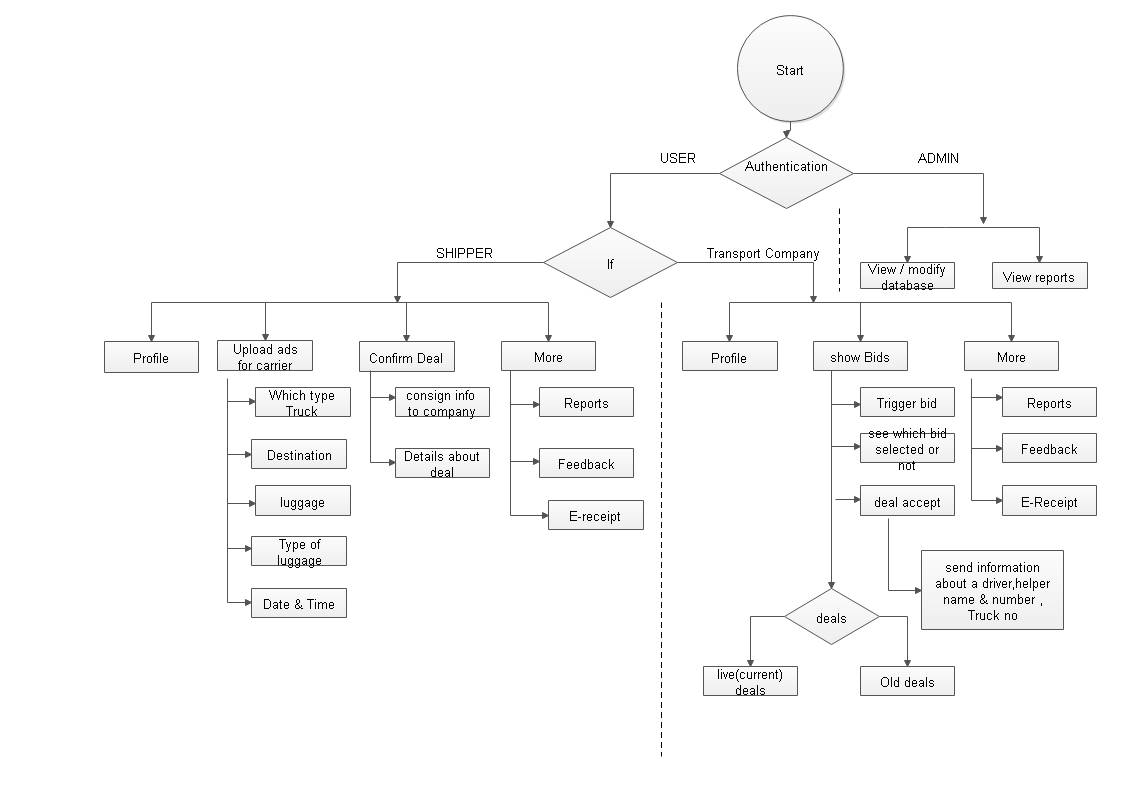 Start
Authentication
USER
ADMIN
If
SHIPPER
Transport Company
View / modify
database
View reports
Profile
Upload ads
for carrier
Confirm Deal
More
Profile
show Bids
More
Which type
Truck
Destination
luggage
Type of
luggage
Date & Time
consign info
to company
Details about
deal
Reports
Feedback
E-receipt
Trigger bid
see which bid
selected or
not
deal accept
send information
about a driver,helper
name & number ,
Truck no
deals
live(current)
deals
Old deals
Reports
Feedback
E-Receipt